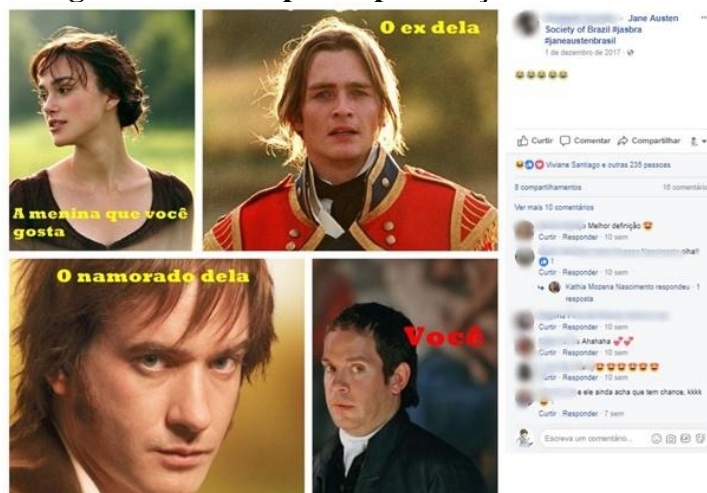 A menina que você
gosta
O ex dela
O namorado dela
Você
Jane Austen
Society of Brazil #jasbra
#janeaustenbrasil
1 de dezembro de 2017
Curtir Comentar Compartilhar
Viviane Santiago e outras 235 pessoas
8 compartilhamentos
Ver mais 10 comentários
Melhor definição
Curtir · Responder · 10 sem
olha!!
1
Curtir · Responder · 10 sem
Kathia Mozena Nascimento respondeu · 1
resposta
Curtir · Responder · 10 sem
Ahahaha
Curtir · Responder · 10 sem
Curtir · Responder · 10 sem
e ele ainda acha que tem chance, kkkk
1
Curtir · Responder · 7 sem
Escreva um comentário...